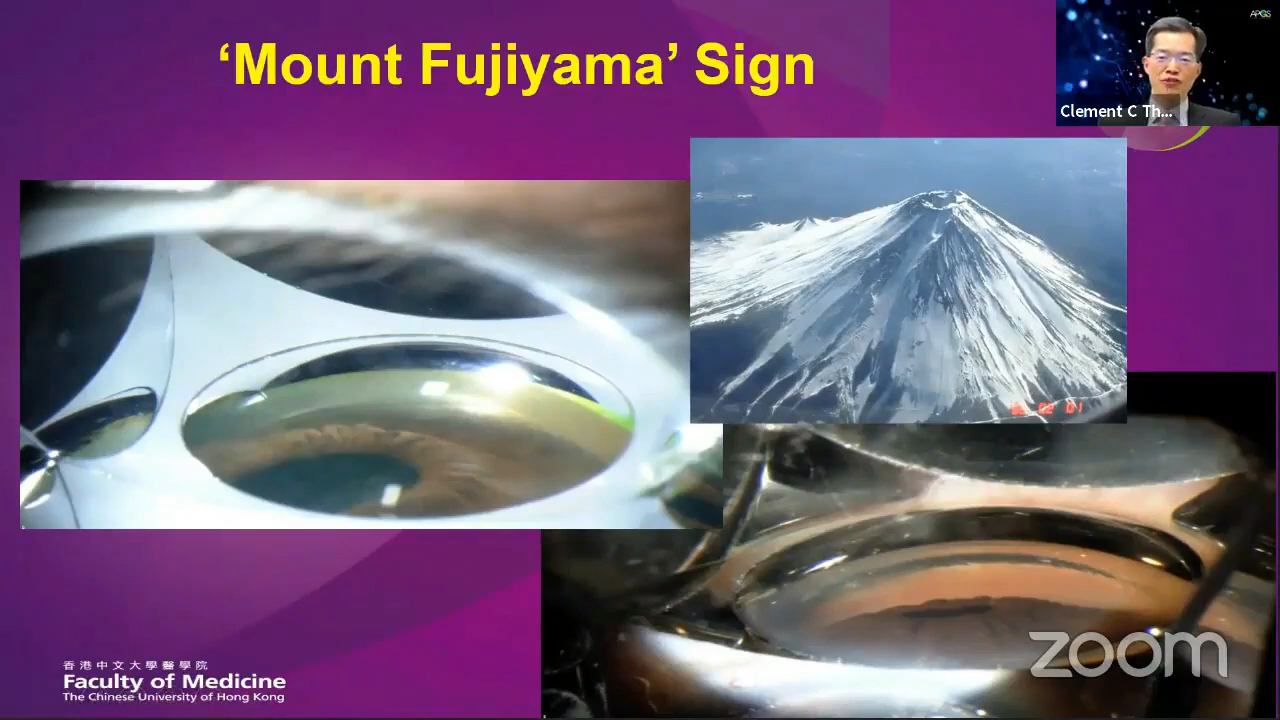 ‘Mount Fujiyama’ Sign
APGS
Clement C Th...
香港中文大學醫學院
Faculty of Medicine
The Chinese University of Hong Kong
zoom